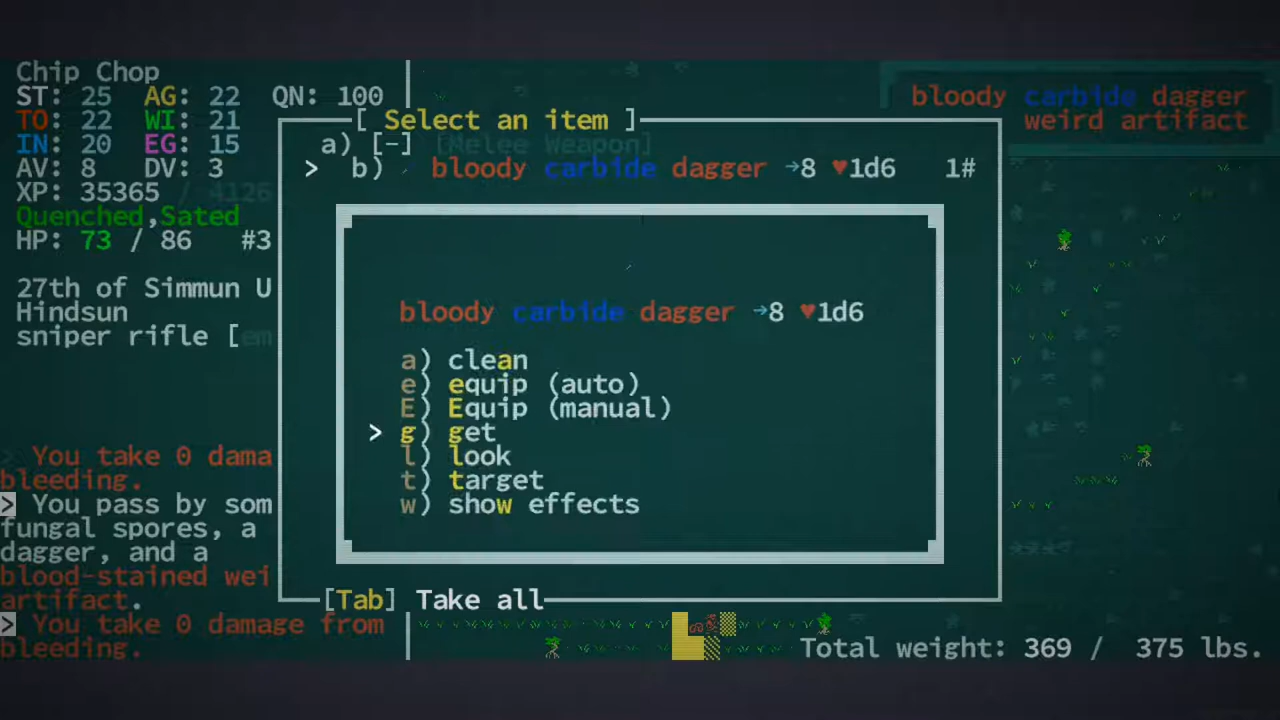 Chip Chop
ST: 25 AG: 22 QN: 100
TO: 22 WI: 21
IN: 20 EG: 15
AV: 8 DV: 3
XP: 35365 / 4126
Quenched, Sated
HP: 73 / 86 #3
27th of Simmun U
Hindsun
sniper rifle [em
You take 0 dama
bleeding.
> You pass by som
fungal spores, a
dagger, and a
blood-stained wei
artifact.
> You take 0 damage from
bleeding.
[ Select an item ]
a) [-] [Melee Weapon]
> b) bloody carbide dagger →8 ♥1d6 1#
bloody carbide dagger →8 ♥1d6
a) clean
e) equip (auto)
E) Equip (manual)
> g) get
l) look
t) target
w) show effects
[Tab] Take all
bloody carbide dagger
weird artifact
Total weight: 369 / 375 lbs.